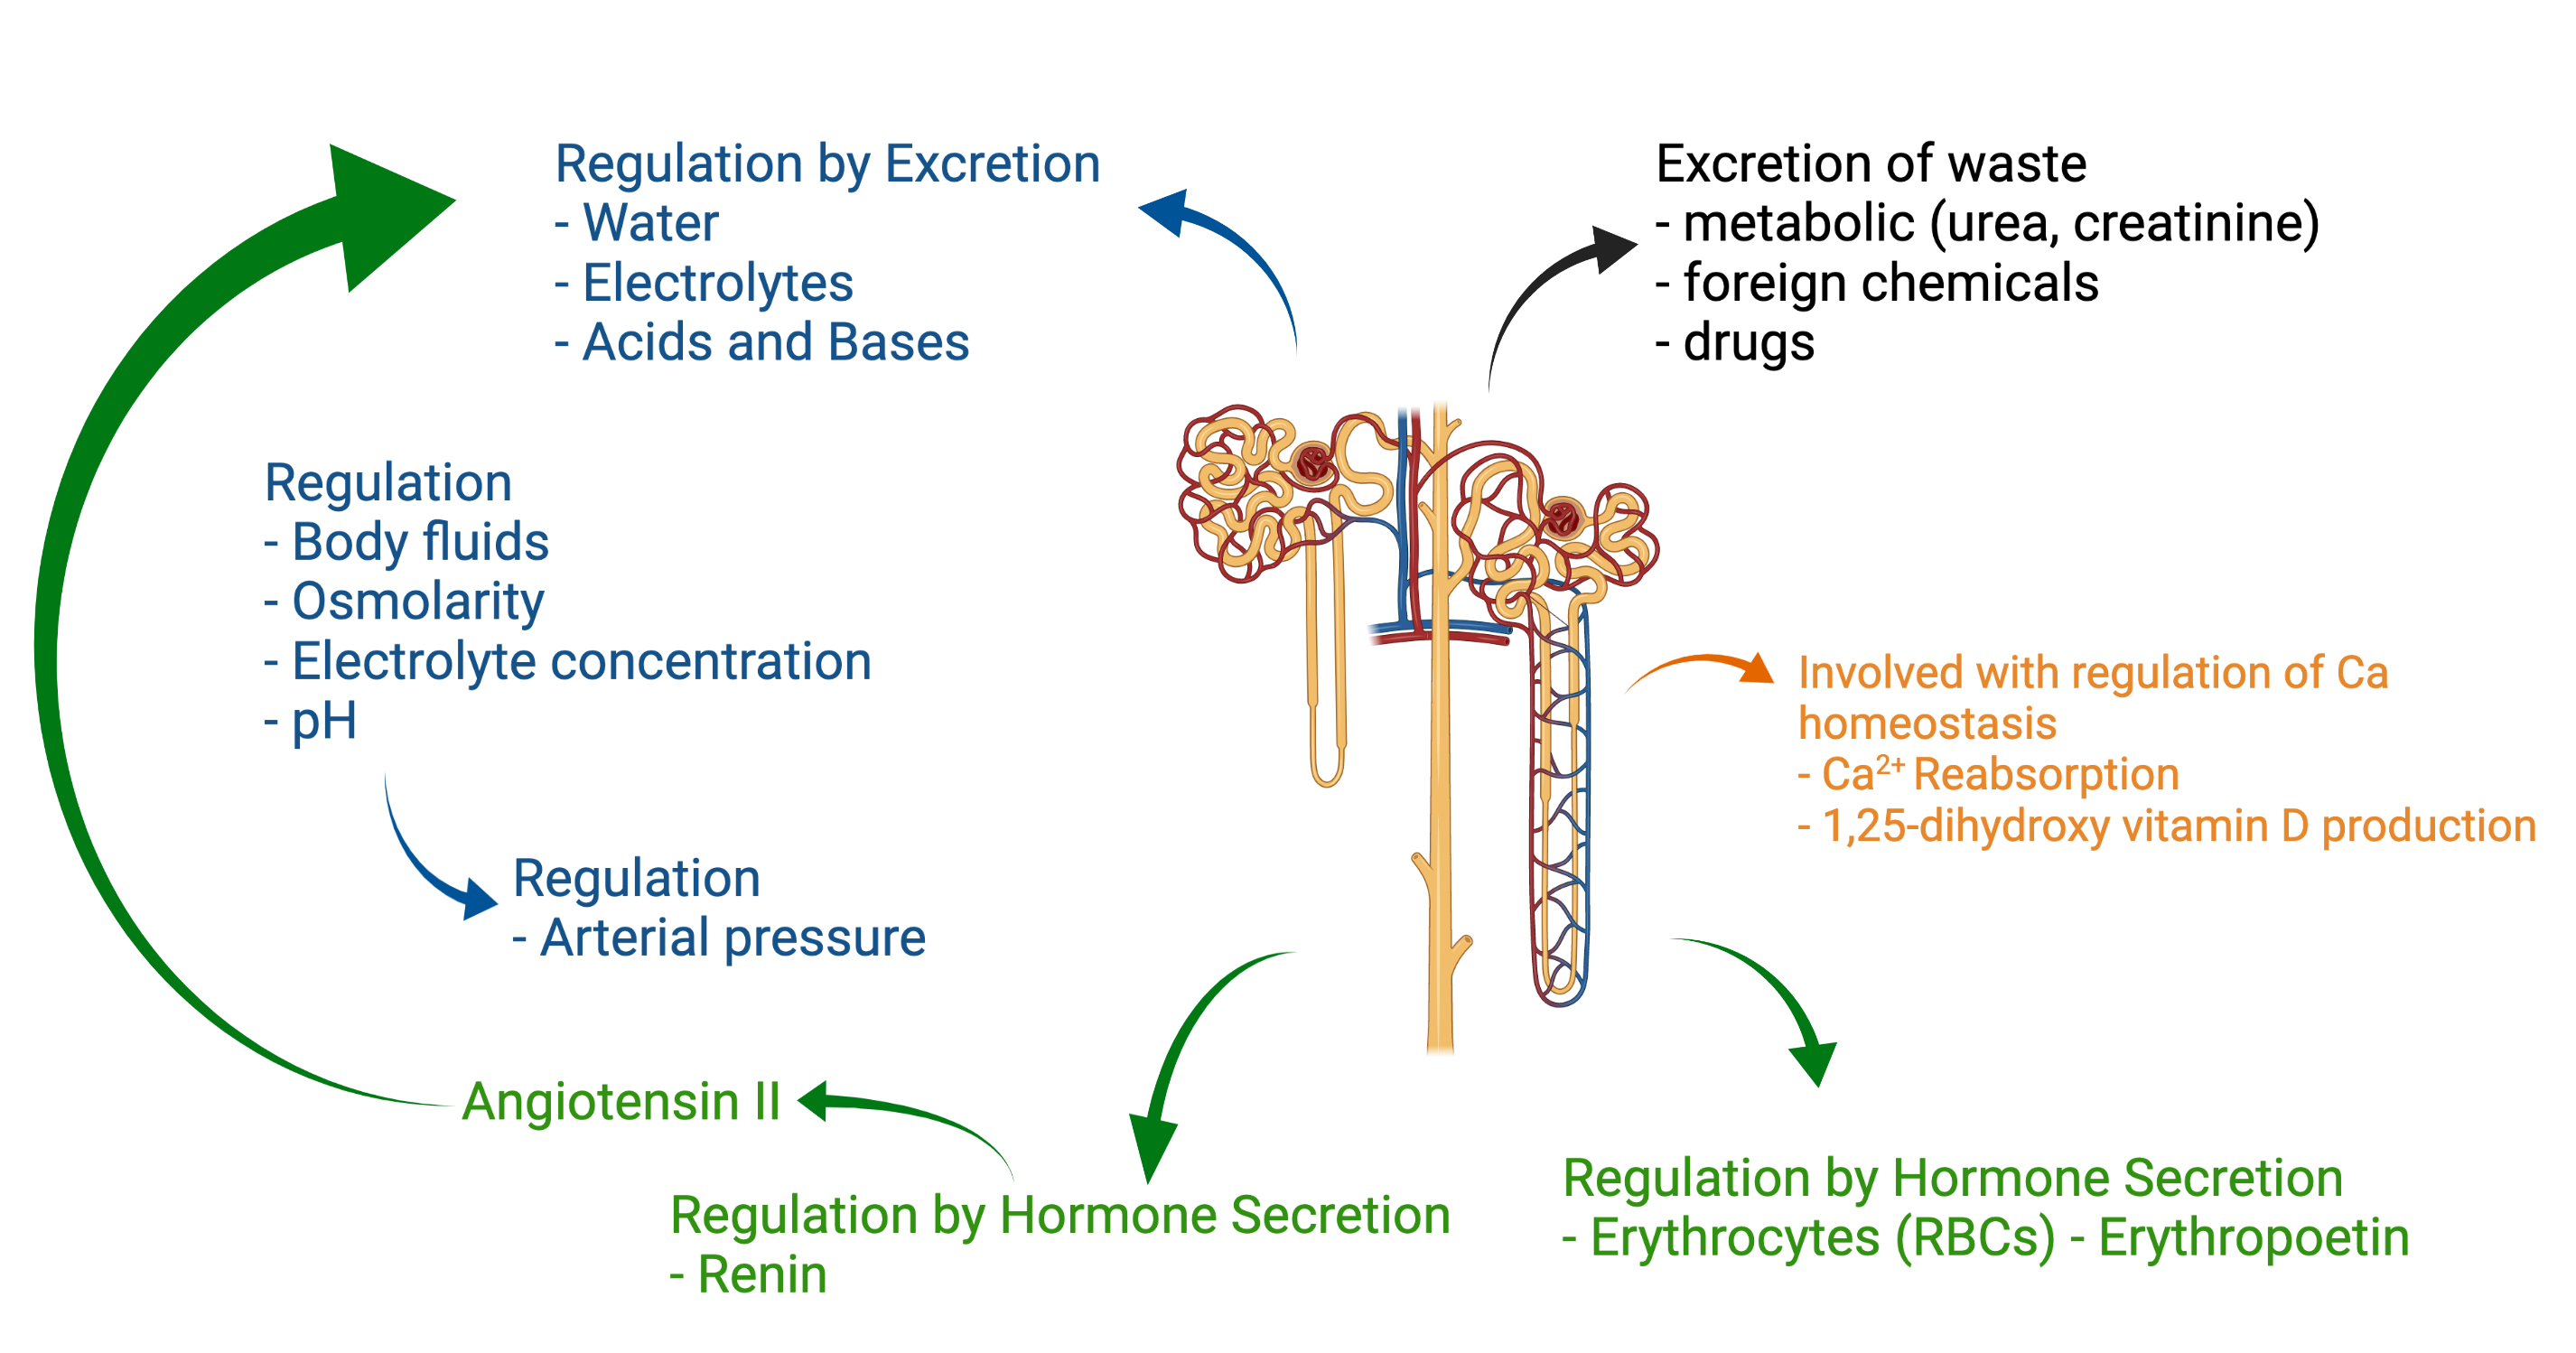 Regulation by Excretion
- Water
- Electrolytes
- Acids and Bases
Excretion of waste
- metabolic (urea, creatinine)
- foreign chemicals
- drugs
Regulation
- Body fluids
- Osmolarity
- Electrolyte concentration
- pH
Involved with regulation of Ca
homeostasis
- Ca²⁺ Reabsorption
- 1,25-dihydroxy vitamin D production
Regulation
- Arterial pressure
Angiotensin II
Regulation by Hormone Secretion
- Renin
Regulation by Hormone Secretion
- Erythrocytes (RBCs) - Erythropoetin